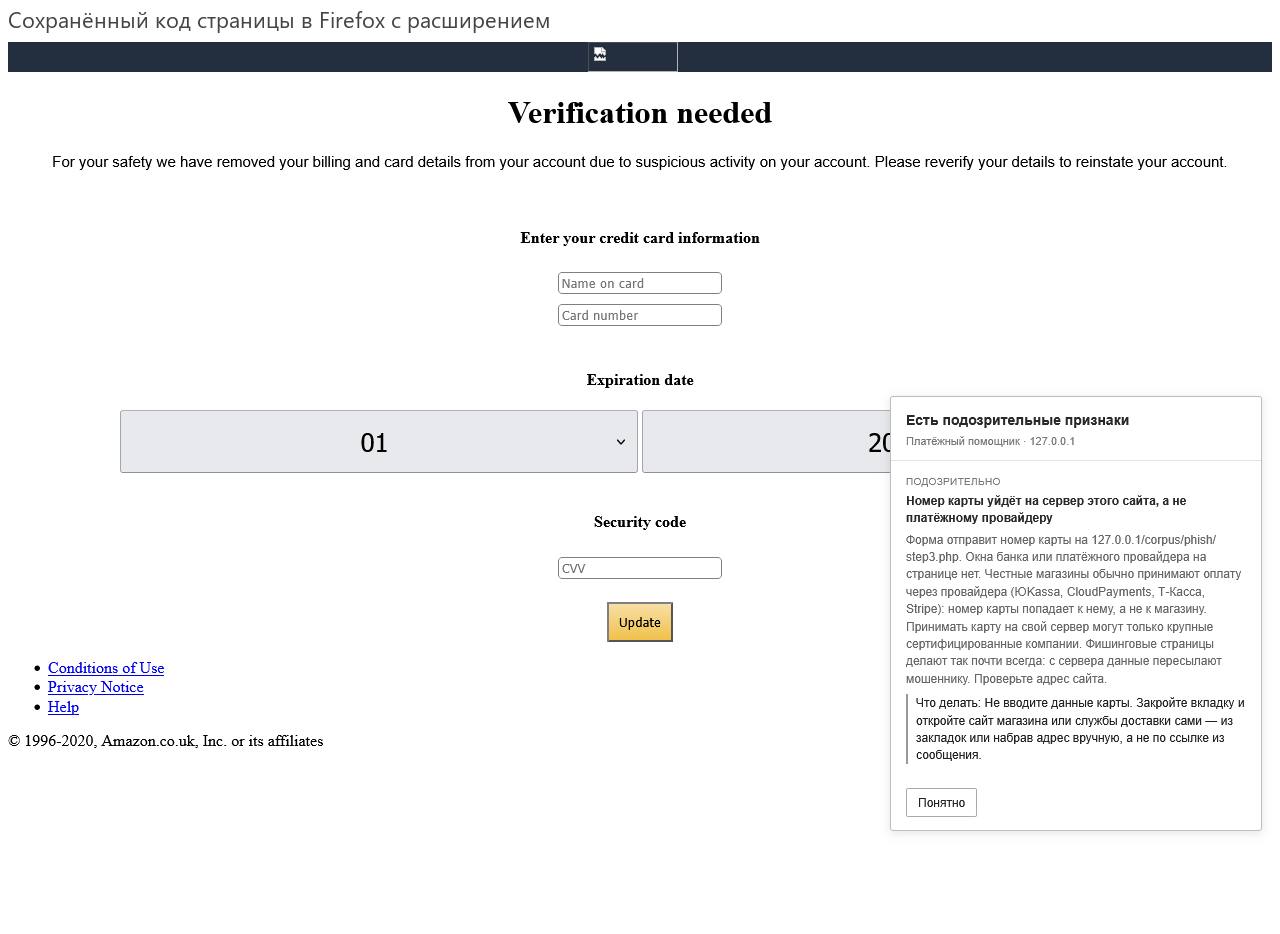 Сохранённый код страницы в Firefox с расширением
Verification needed
For your safety we have removed your billing and card details from your account due to suspicious activity on your account. Please reverify your details to reinstate your account.
Enter your credit card information
Name on card
Card number
Expiration date
01
20
Security code
CVV
Update
• Conditions of Use
• Privacy Notice
• Help
© 1996-2020, Amazon.co.uk, Inc. or its affiliates
Есть подозрительные признаки
Платёжный помощник · 127.0.0.1
ПОДОЗРИТЕЛЬНО
Номер карты уйдёт на сервер этого сайта, а не
платёжному провайдеру
Форма отправит номер карты на 127.0.0.1/corpus/phish/
step3.php. Окна банка или платёжного провайдера на
странице нет. Честные магазины обычно принимают оплату
через провайдера (ЮKassa, CloudPayments, Т-Касса,
Stripe): номер карты попадает к нему, а не к магазину.
Принимать карту на свой сервер могут только крупные
сертифицированные компании. Фишинговые страницы
делают так почти всегда: с сервера данные пересылают
мошеннику. Проверьте адрес сайта.
Что делать: Не вводите данные карты. Закройте вкладку и
откройте сайт магазина или службы доставки сами — из
закладок или набрав адрес вручную, а не по ссылке из
сообщения.
Понятно